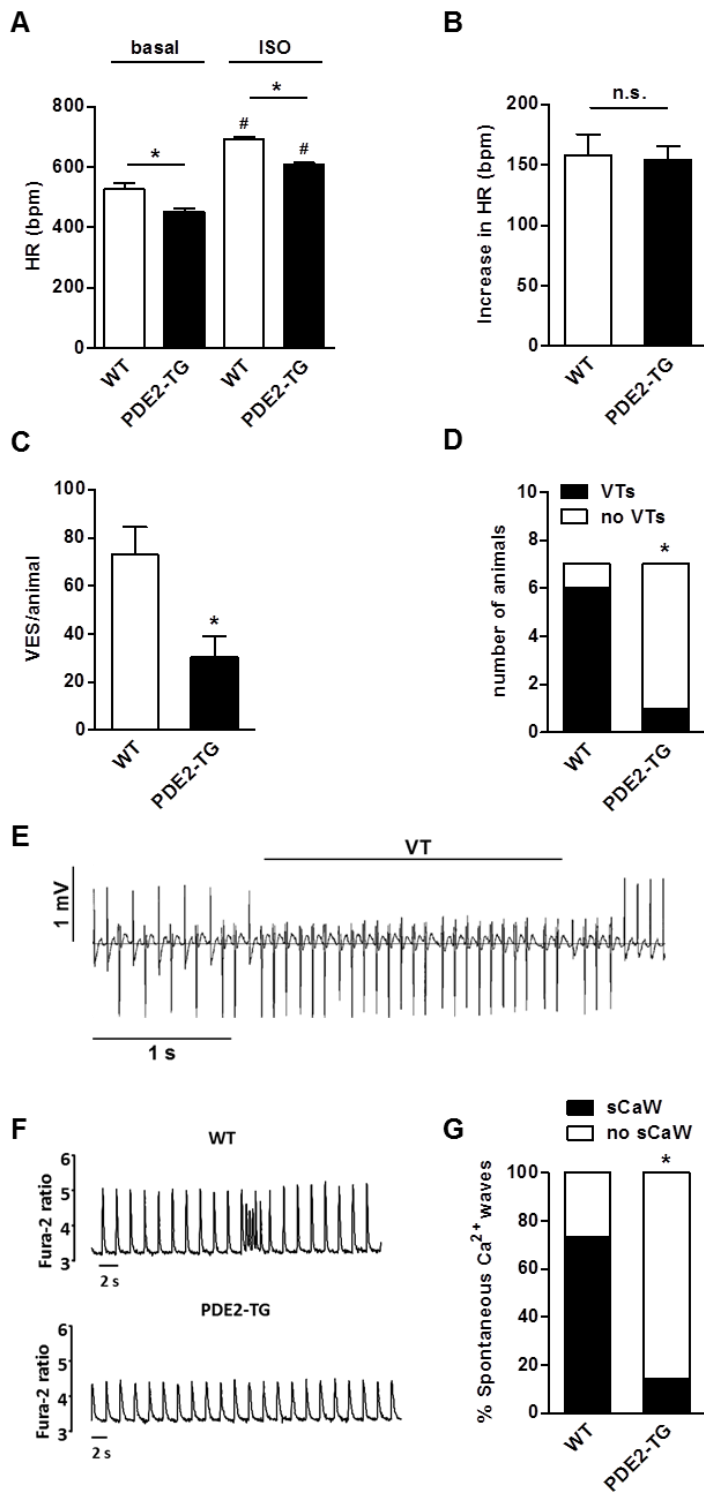 A
basal
ISO
HR (bpm)
800
600
400
200
0
*
#
*
#
WT
PDE2-TG
WT
PDE2-TG
B
n.s.
Increase in HR (bpm)
200
150
100
50
0
WT
PDE2-TG
C
VES/animal
100
80
60
40
20
0
*
WT
PDE2-TG
D
VTs
no VTs
number of animals
10
8
6
4
2
0
*
WT
PDE2-TG
E
VT
1 mV
1 s
F
WT
Fura-2 ratio
6
5
4
3
2 s
PDE2-TG
Fura-2 ratio
6
5
4
3
2 s
G
sCaW
no sCaW
% Spontaneous Ca2+ waves
100
80
60
40
20
0
*
WT
PDE2-TG